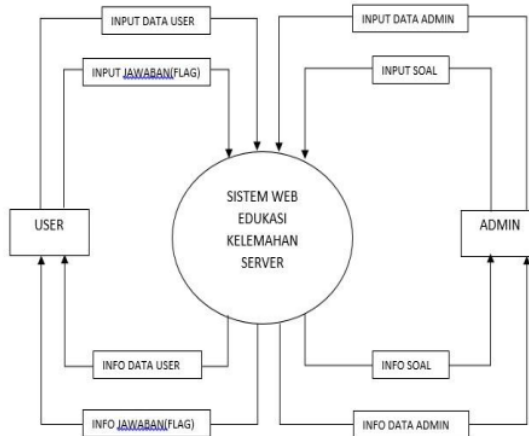 INPUT DATA USER
INPUT DATA ADMIN
INPUT JAWABAN(FLAG)
INPUT SOAL
SISTEM WEB
EDUKASI
KELEMAHAN
SERVER
USER
ADMIN
INFO DATA USER
INFO SOAL
INFO JAWABAN(FLAG)
INFO DATA ADMIN